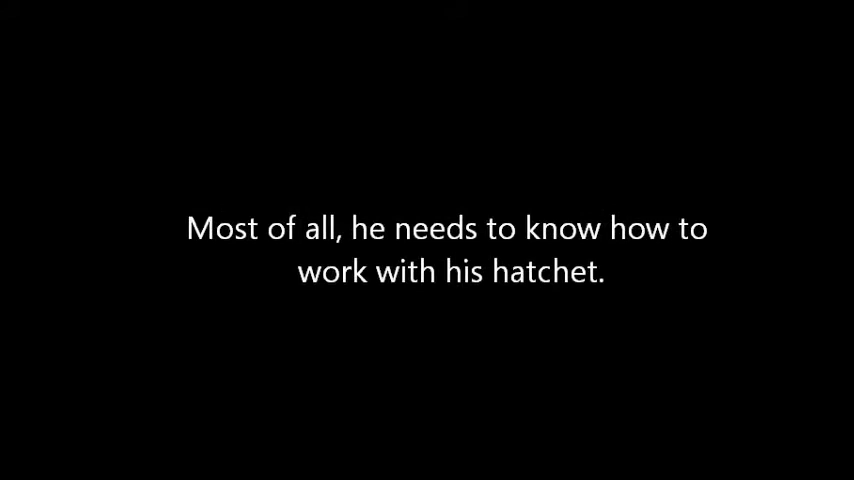 Most of all, he needs to know how to
work with his hatchet.